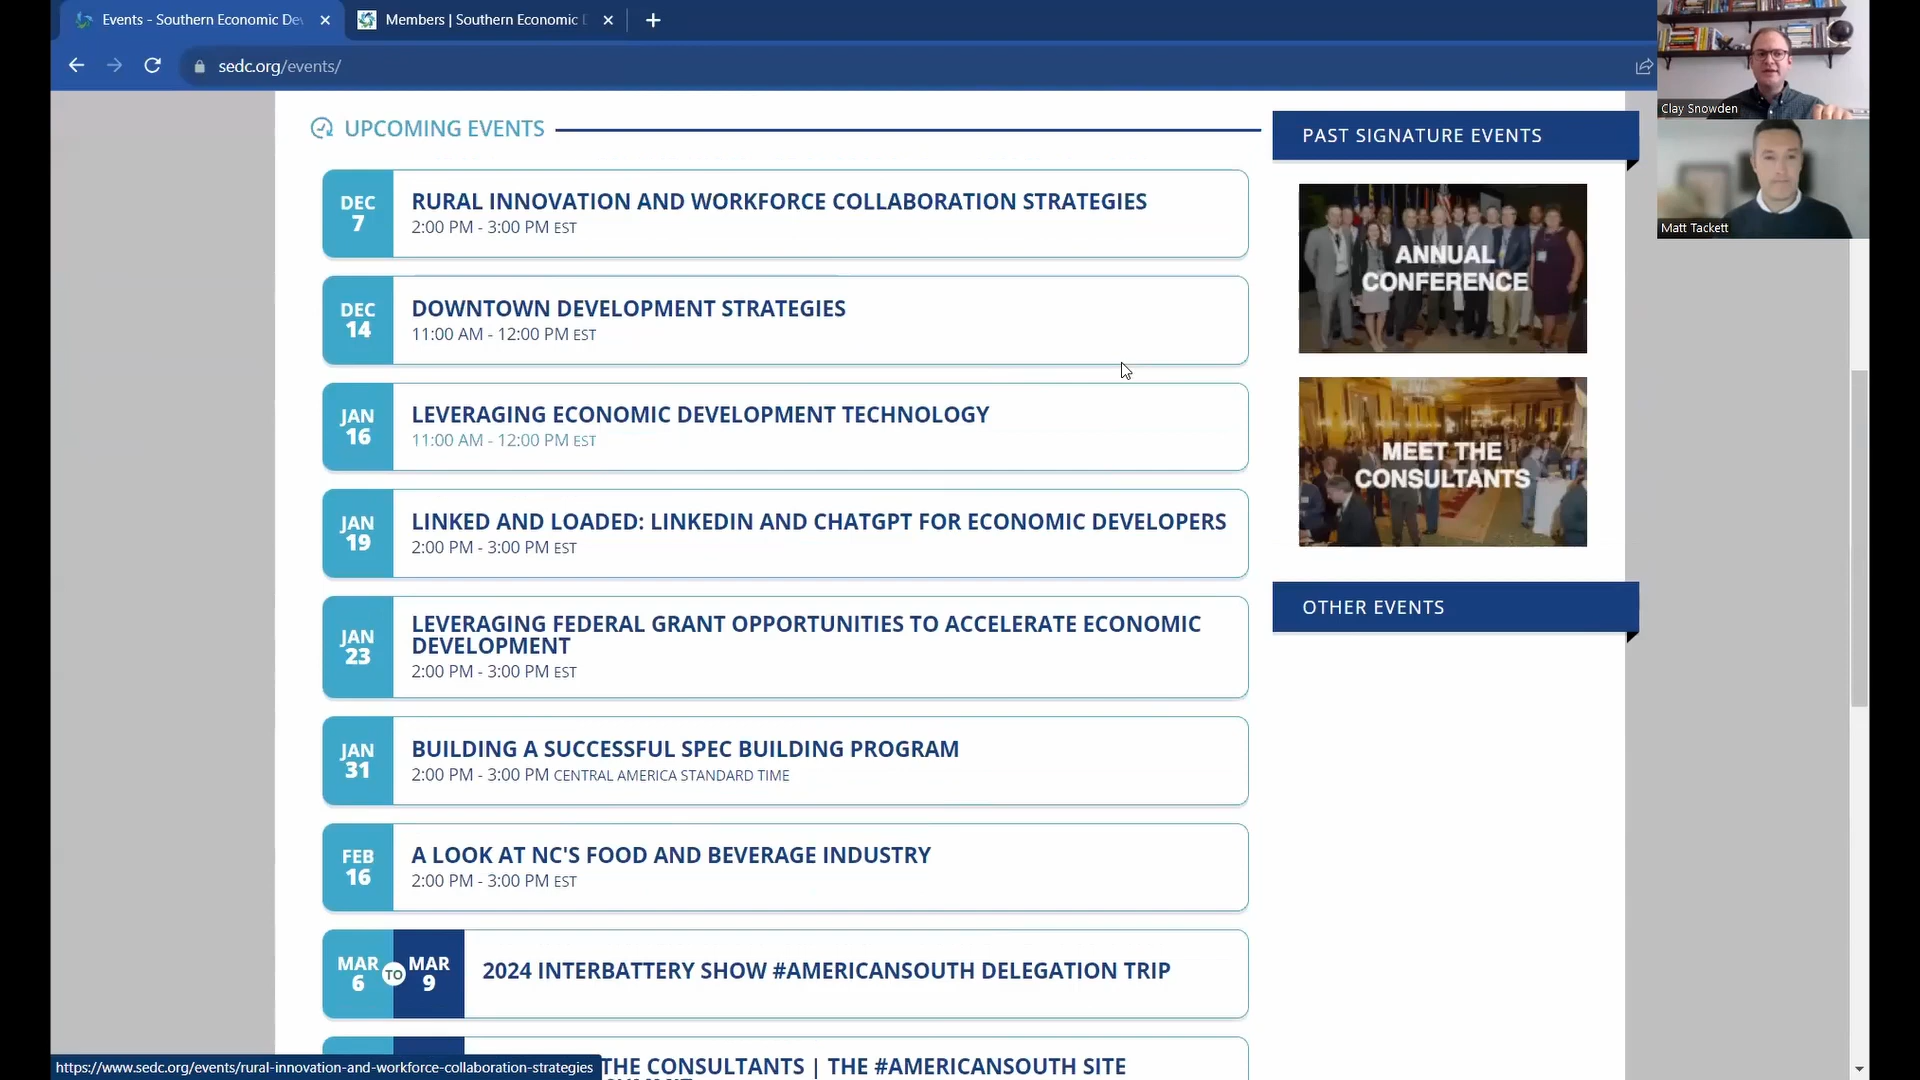 Events - Southern Economic De
Members | Southern Economic D
sedc.org/events/
Clay Snowden
Matt Tackett
UPCOMING EVENTS
DEC
7
RURAL INNOVATION AND WORKFORCE COLLABORATION STRATEGIES
2:00 PM - 3:00 PM EST
DEC
14
DOWNTOWN DEVELOPMENT STRATEGIES
11:00 AM - 12:00 PM EST
JAN
16
LEVERAGING ECONOMIC DEVELOPMENT TECHNOLOGY
11:00 AM - 12:00 PM EST
JAN
19
LINKED AND LOADED: LINKEDIN AND CHATGPT FOR ECONOMIC DEVELOPERS
2:00 PM - 3:00 PM EST
JAN
23
LEVERAGING FEDERAL GRANT OPPORTUNITIES TO ACCELERATE ECONOMIC
DEVELOPMENT
2:00 PM - 3:00 PM EST
JAN
31
BUILDING A SUCCESSFUL SPEC BUILDING PROGRAM
2:00 PM - 3:00 PM CENTRAL AMERICA STANDARD TIME
FEB
16
A LOOK AT NC'S FOOD AND BEVERAGE INDUSTRY
2:00 PM - 3:00 PM EST
MAR
6
TO
MAR
9
2024 INTERBATTERY SHOW #AMERICANSOUTH DELEGATION TRIP
THE CONSULTANTS | THE #AMERICANSOUTH SITE
PAST SIGNATURE EVENTS
ANNUAL
CONFERENCE
MEET THE
CONSULTANTS
OTHER EVENTS
https://www.sedc.org/events/rural-innovation-and-workforce-collaboration-strategies